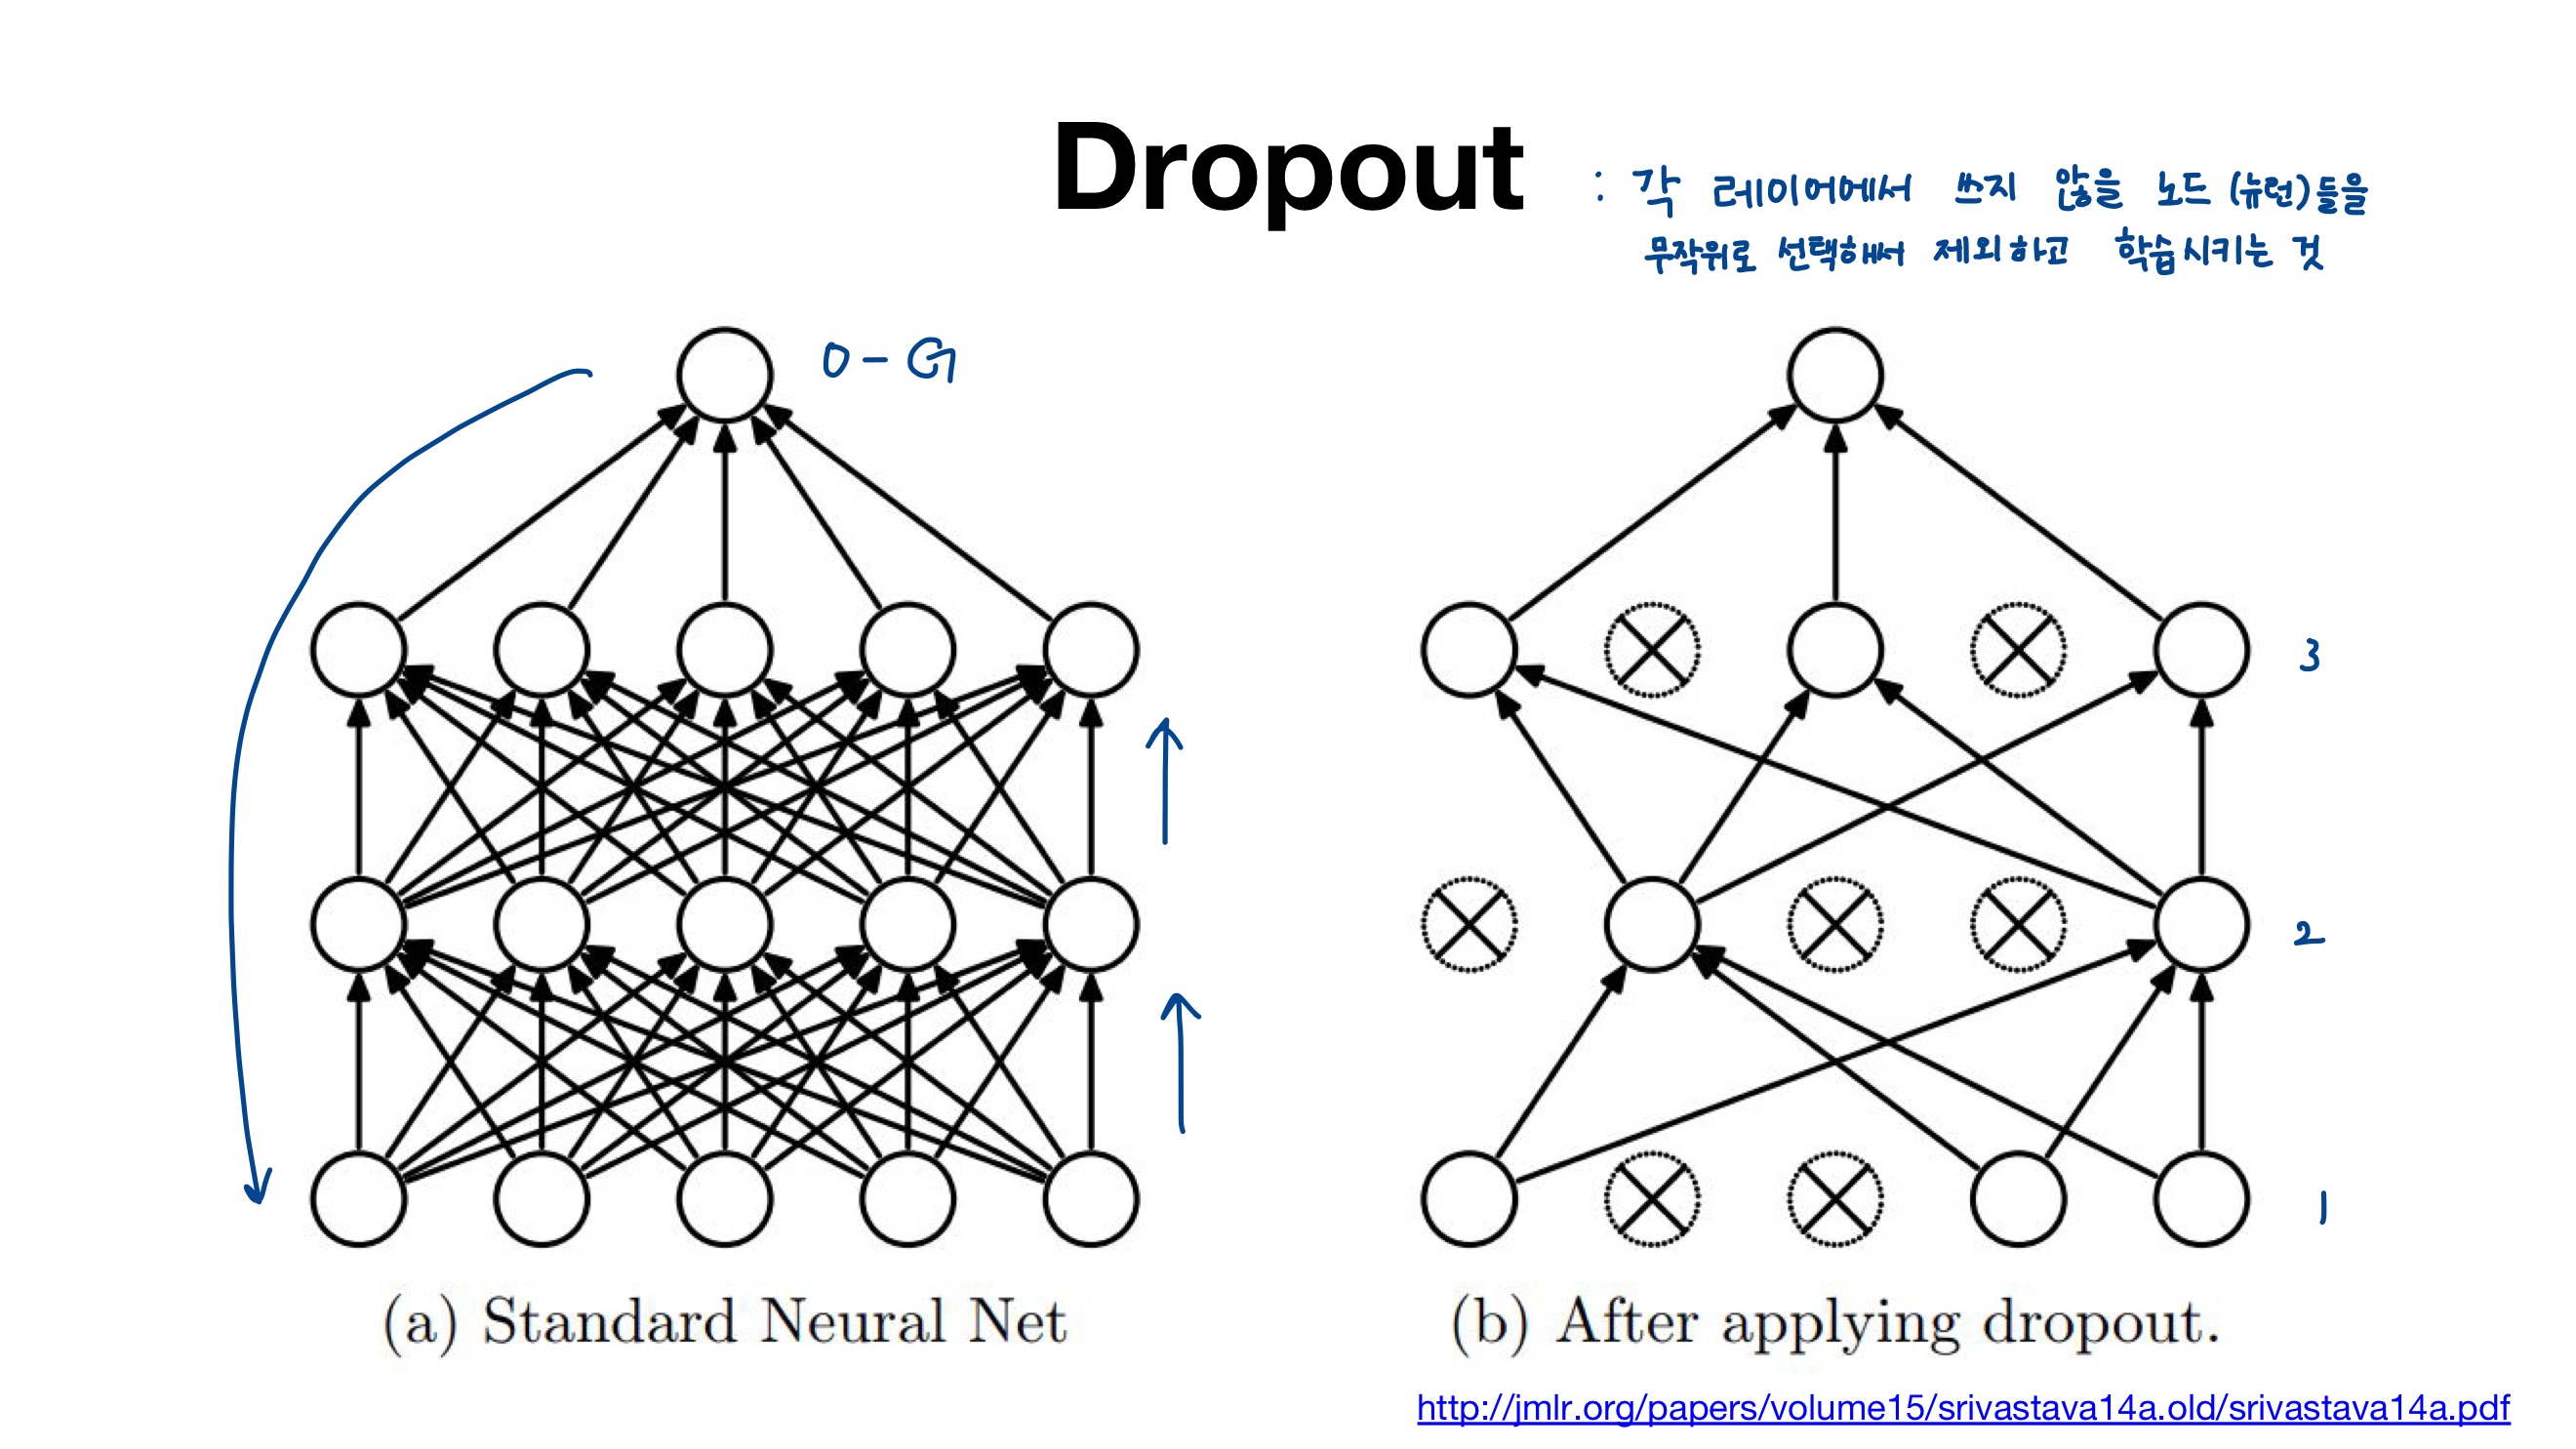 Dropout
: 각 레이어에서 쓰지 않을 노드 (뉴런)들을
무작위로 선택해서 제외하고 학습시키는 것
O - G
3
2
1
(a) Standard Neural Net
(b) After applying dropout.
http://jmlr.org/papers/volume15/srivastava14a.old/srivastava14a.pdf